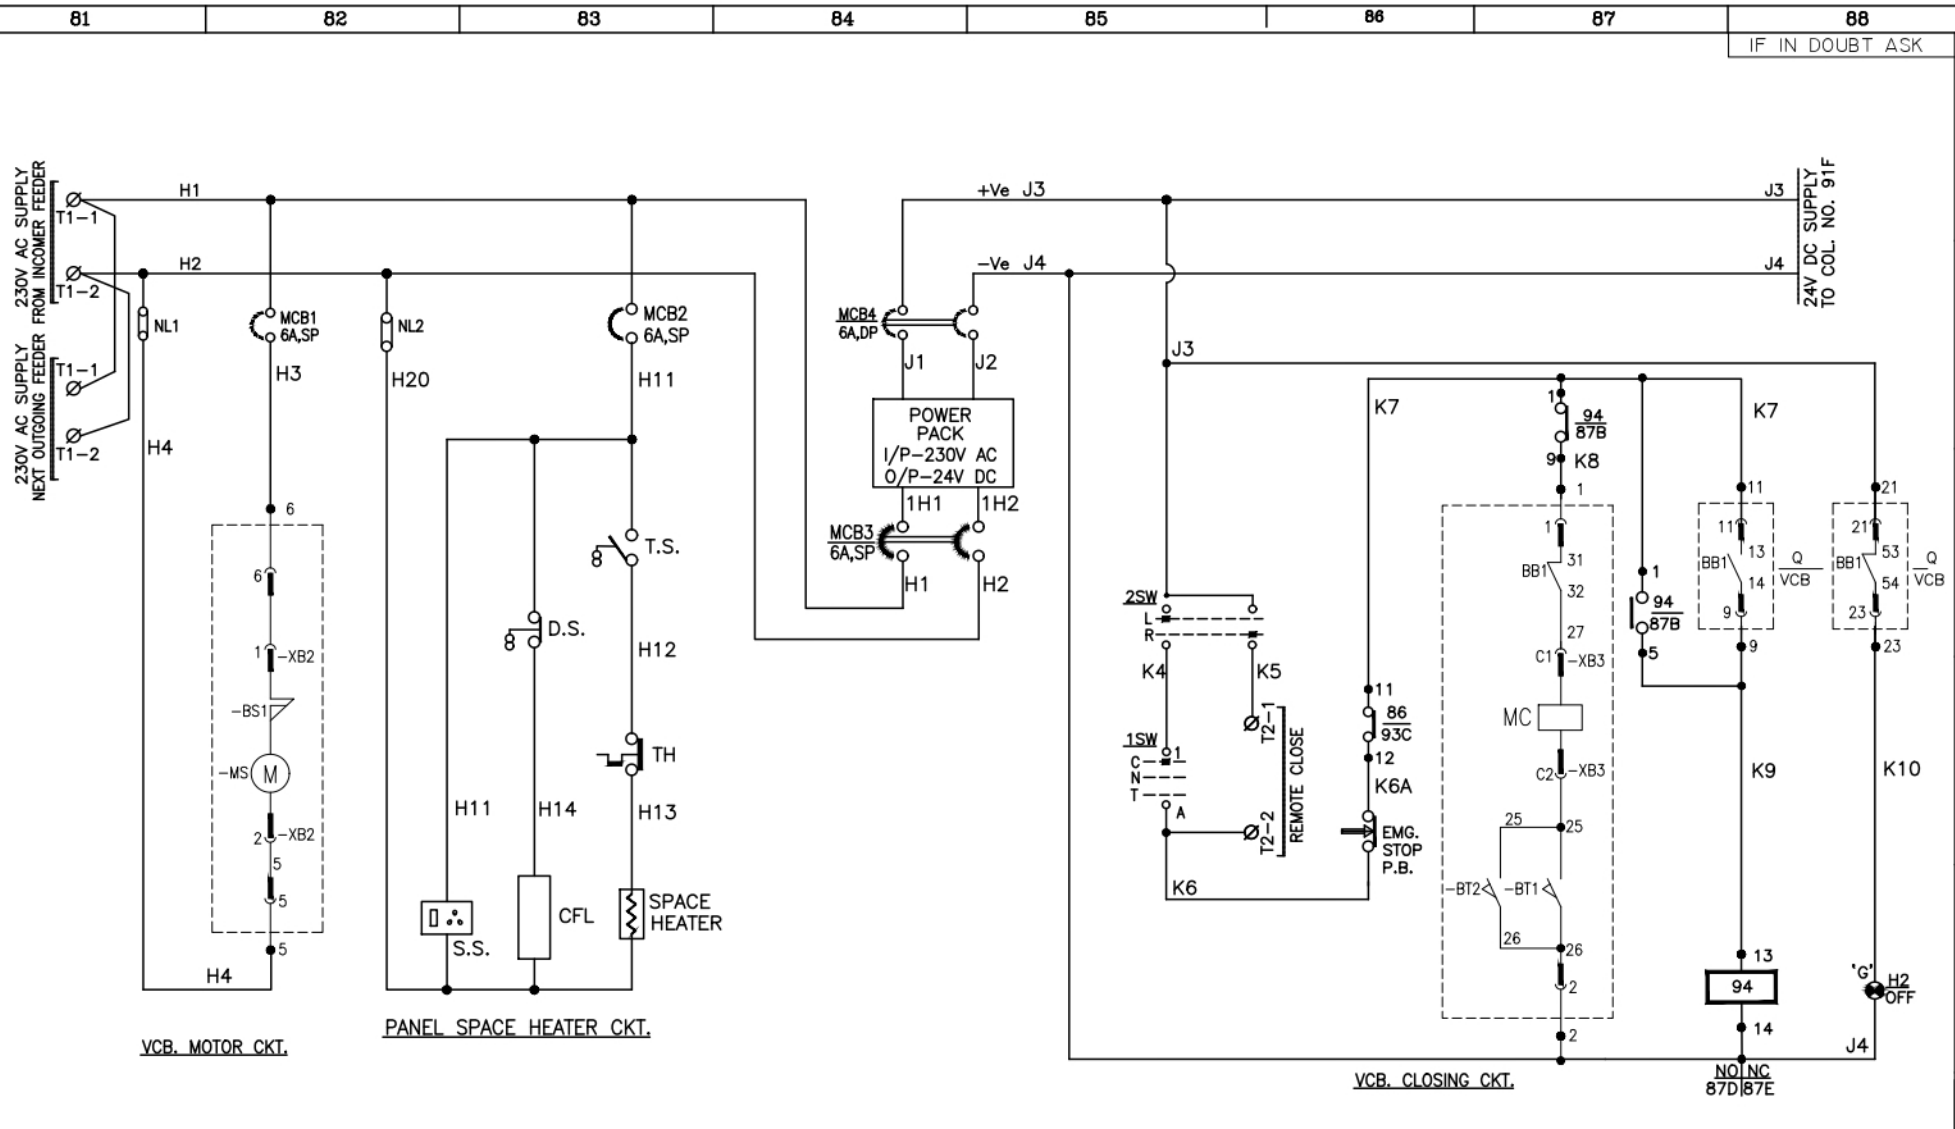 81 82 83 84 85 86 87 88
IF IN DOUBT ASK
230V AC SUPPLY
FROM INCOMER FEEDER
T1-1
T1-2
230V AC SUPPLY
NEXT OUTGOING FEEDER
T1-1
T1-2
H1
H2
NL1
H4
MCB1
6A,SP
H3
6
6
1
-XB2
-BS1
-MS
M
2
-XB2
5
5
5
H4
VCB. MOTOR CKT.
NL2
H20
MCB2
6A,SP
H11
T.S.
D.S.
H12
TH
H11
H14
H13
S.S.
CFL
SPACE
HEATER
PANEL SPACE HEATER CKT.
+Ve J3
-Ve J4
MCB4
6A,DP
J1
J2
POWER
PACK
I/P-230V AC
O/P-24V DC
1H1
1H2
MCB3
6A,SP
H1
H2
J3
J4
24V DC SUPPLY
TO COL. NO. 91F
J3
2SW
L
R
K4
K5
1SW
1
C
N
T
A
T2-1
T2-2
REMOTE CLOSE
K6
K7
11
86
93C
12
K6A
EMG.
STOP
P.B.
1
94
87B
9
K8
1
1
31
BB1
32
27
C1
-XB3
MC
C2
-XB3
25
25
-BT2
-BT1
26
26
2
2
1
94
87B
5
K7
11
11
13
BB1
14
9
Q
VCB
9
K9
13
94
14
NO NC
87D 87E
21
21
53
BB1
54
23
Q
VCB
23
K10
'G'
H2
OFF
J4
VCB. CLOSING CKT.